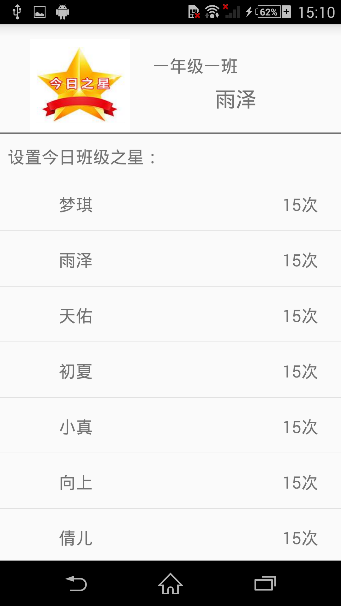 62% 15:10
今日之星
一年级一班
雨泽
设置今日班级之星：
梦琪 15次
雨泽 15次
天佑 15次
初夏 15次
小真 15次
向上 15次
倩儿 15次